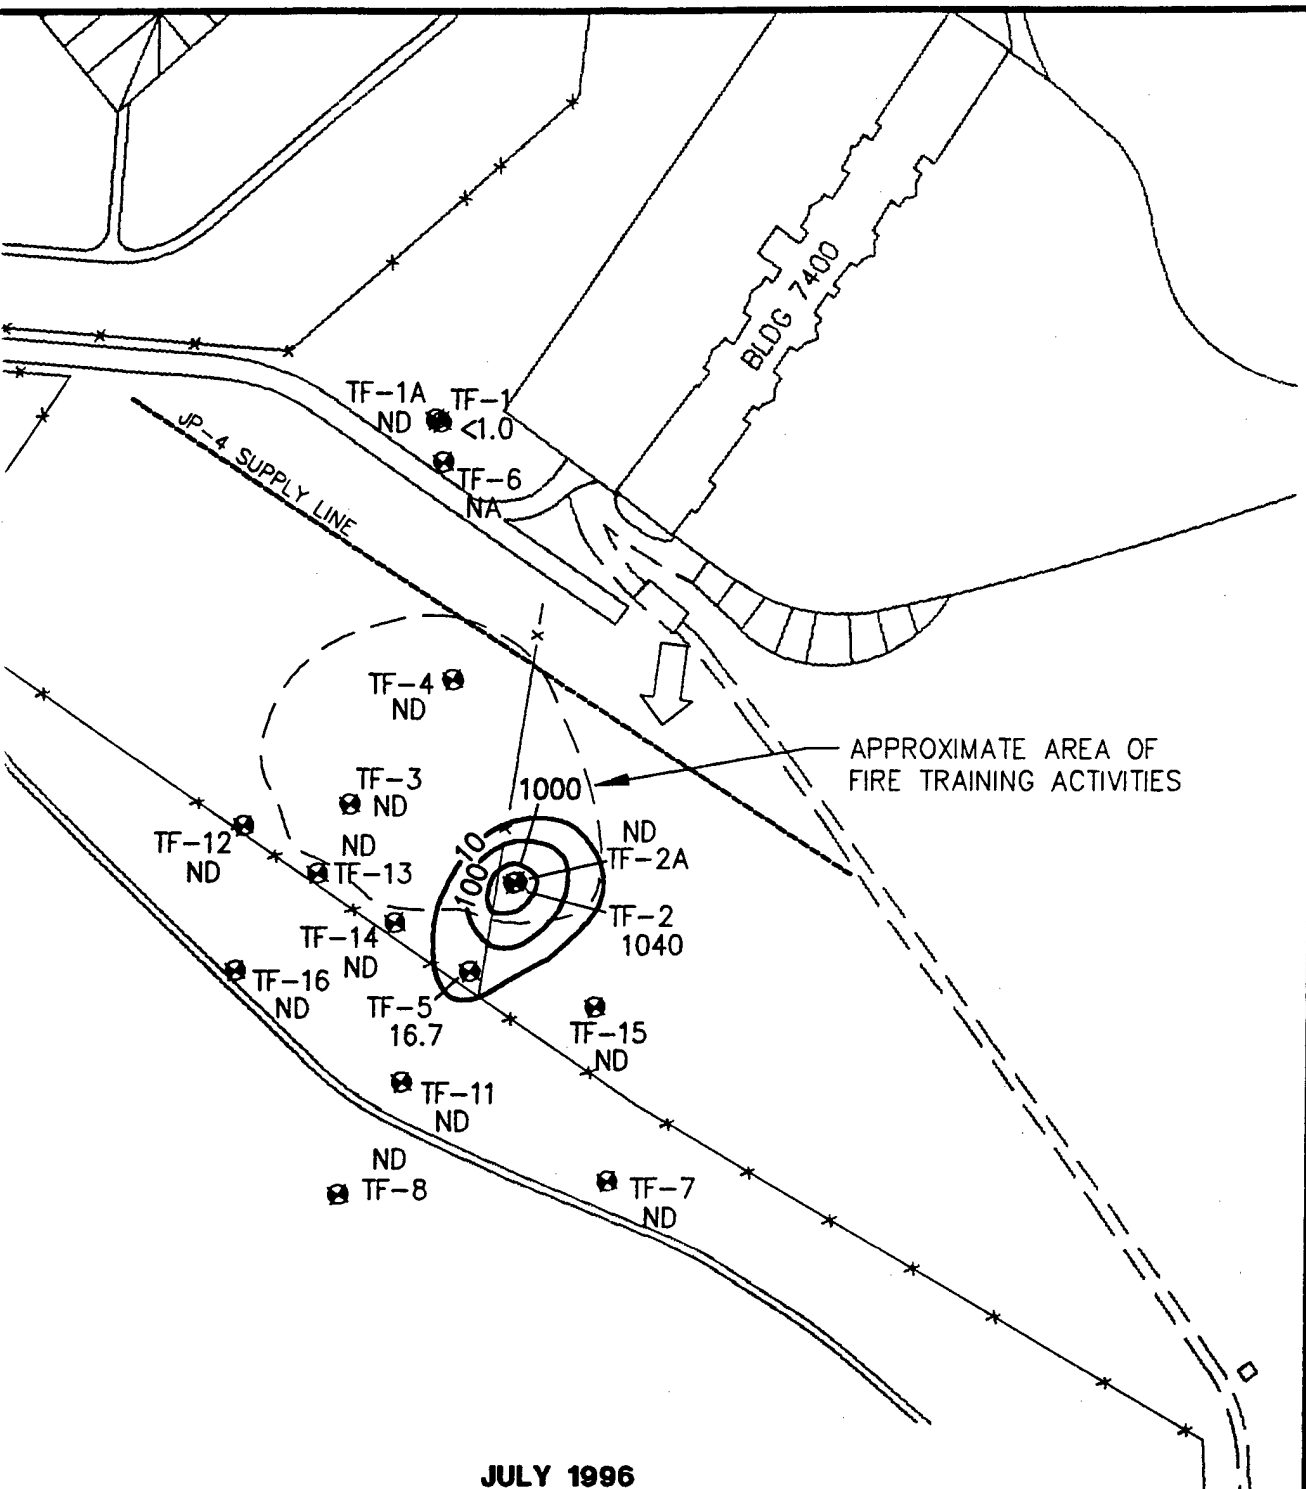 BLDG 7400
TF-1A
ND
TF-1
<1.0
TF-6
NA
JP-4 SUPPLY LINE
TF-4
ND
APPROXIMATE AREA OF
FIRE TRAINING ACTIVITIES
TF-3
ND
1000
TF-12
ND
ND
TF-13
10
100
ND
TF-2A
TF-2
1040
TF-14
ND
TF-16
ND
TF-5
16.7
TF-15
ND
TF-11
ND
ND
TF-8
TF-7
ND
JULY 1996